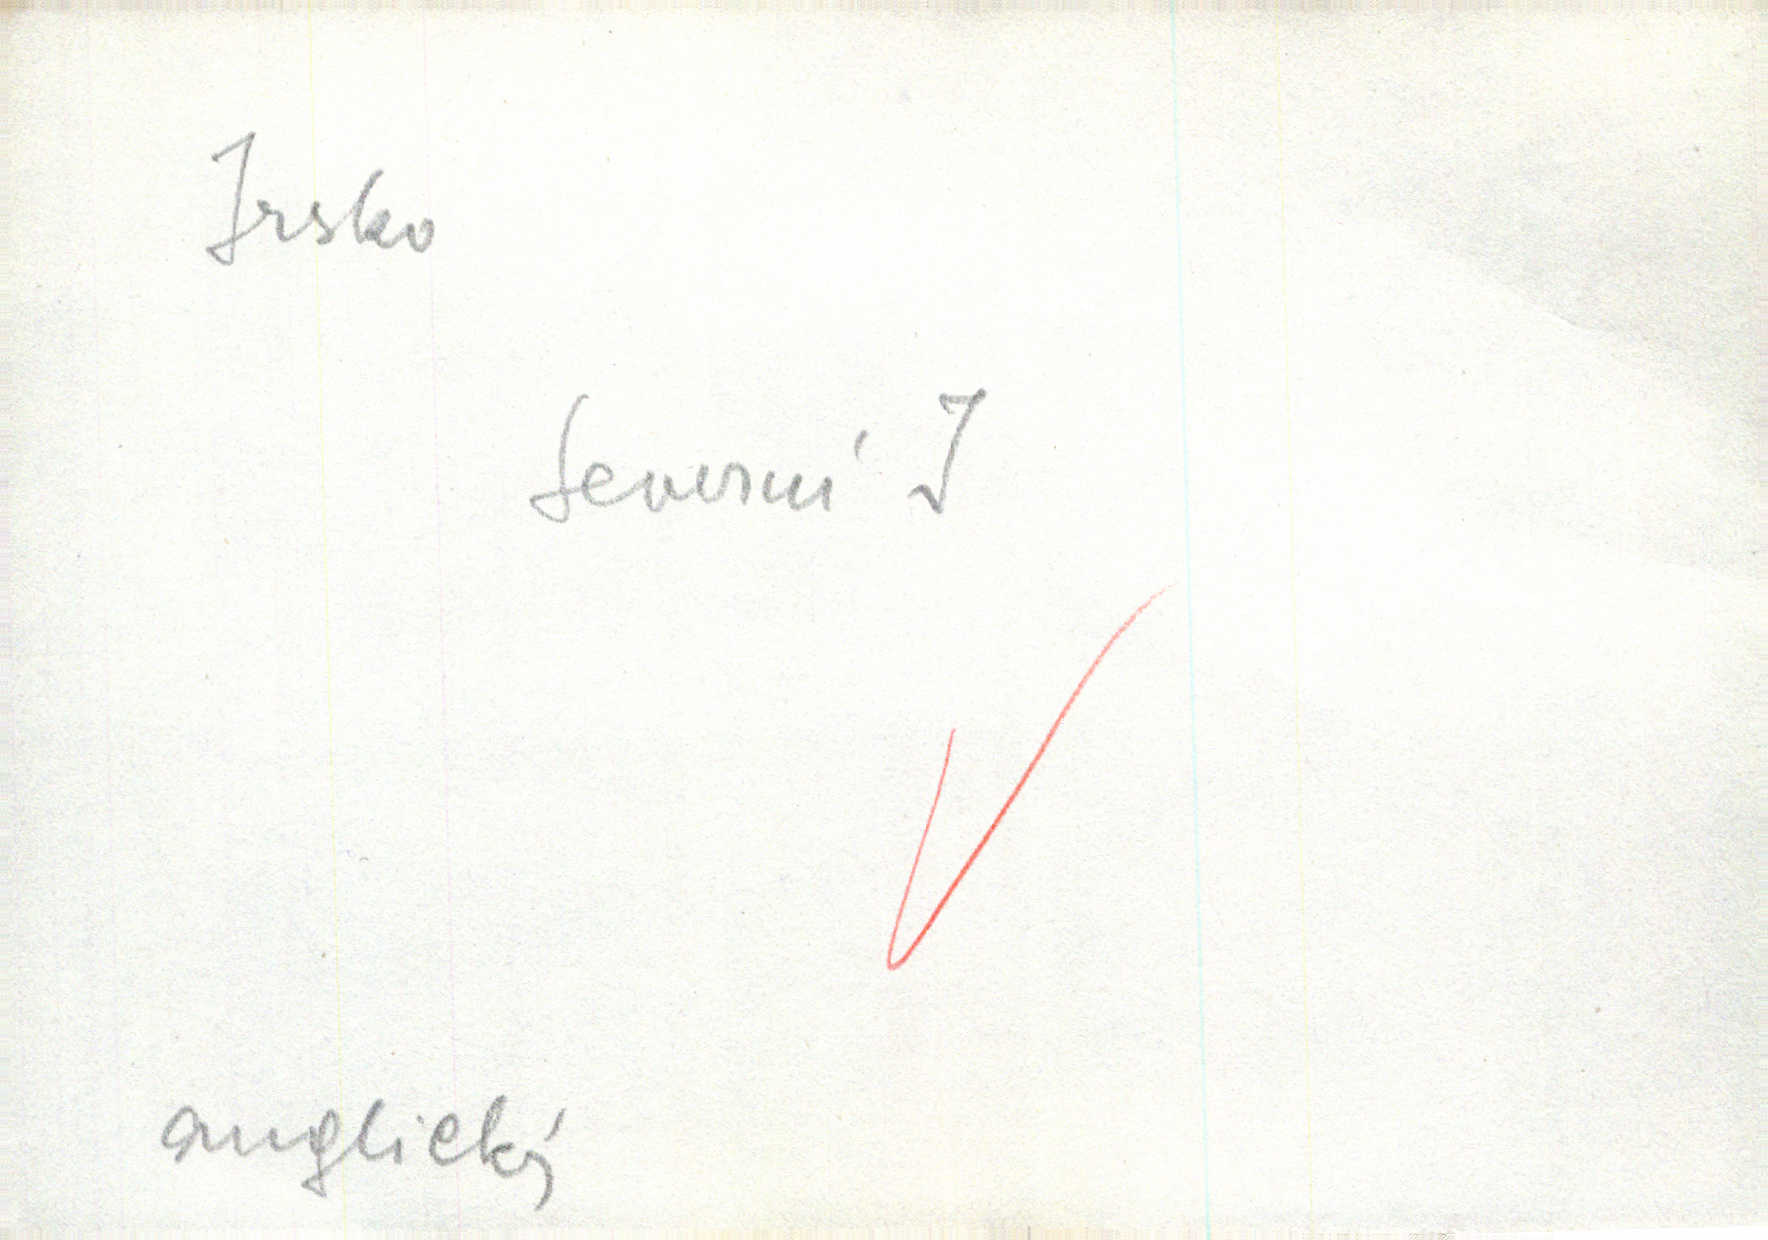 Irsko
Severní I
anglický